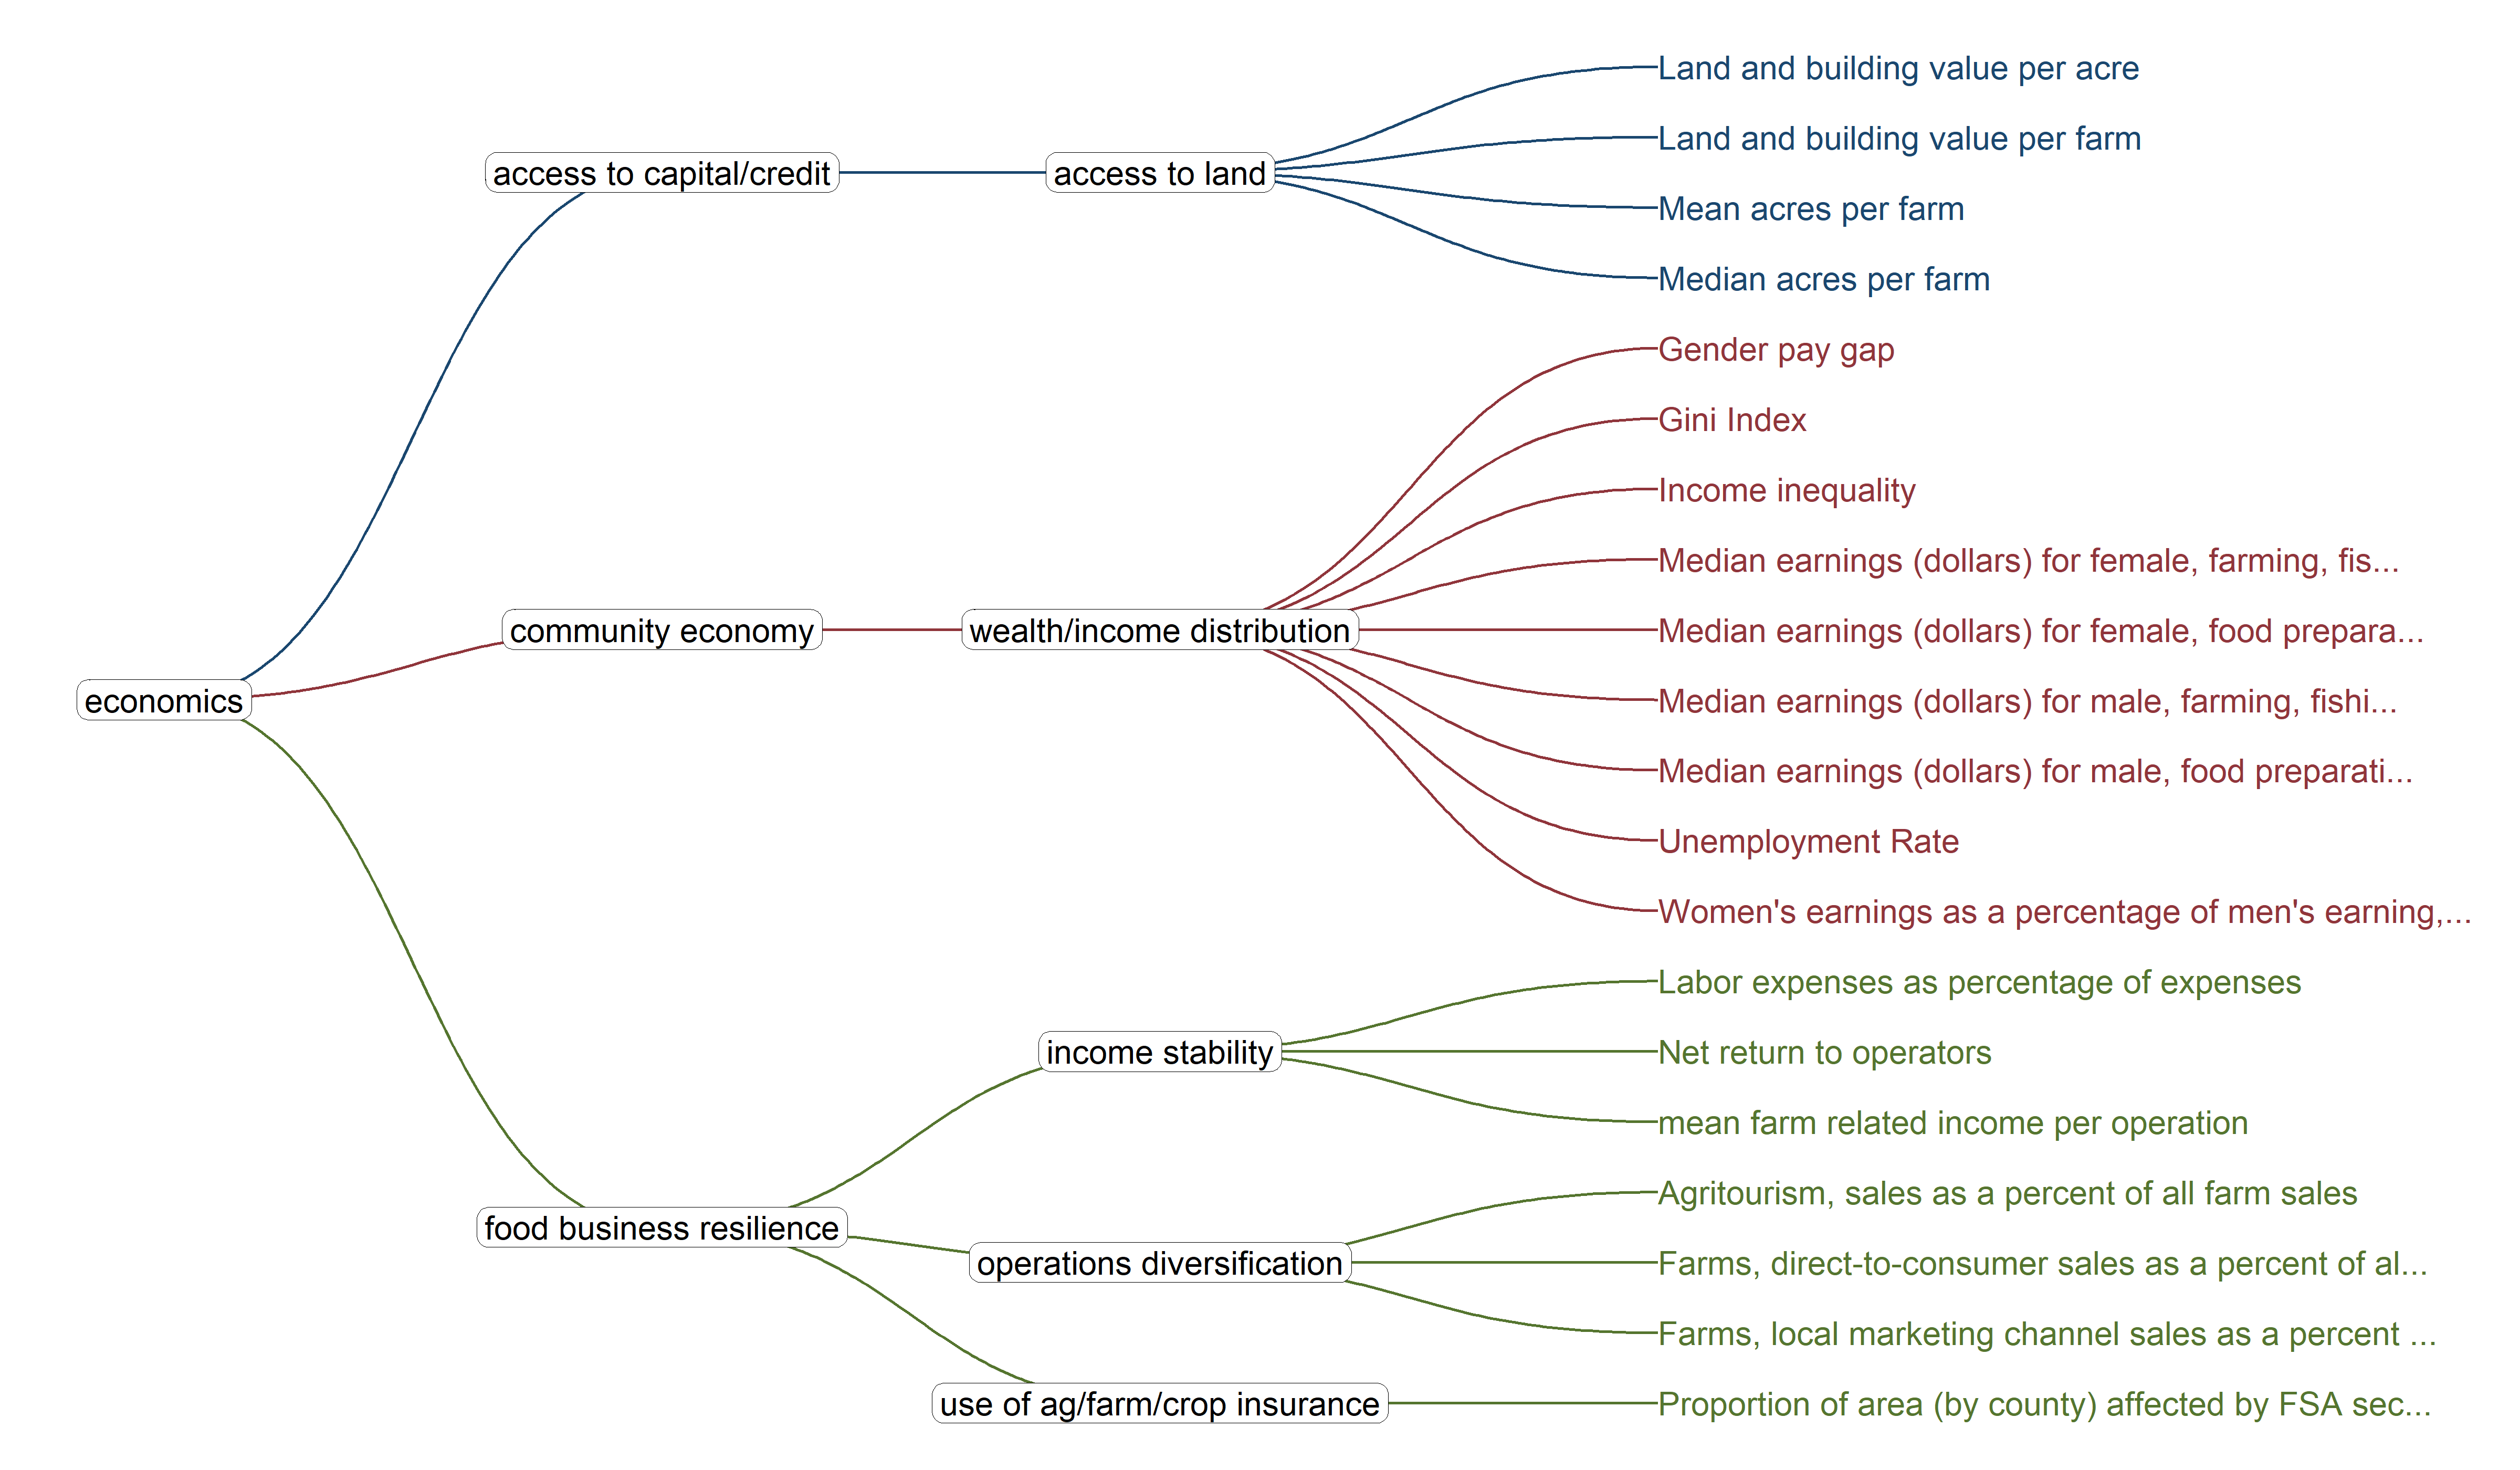 economics
access to capital/credit
community economy
food business resilience
access to land
wealth/income distribution
income stability
operations diversification
use of ag/farm/crop insurance
Land and building value per acre
Land and building value per farm
Mean acres per farm
Median acres per farm
Gender pay gap
Gini Index
Income inequality
Median earnings (dollars) for female, farming, fis...
Median earnings (dollars) for female, food prepara...
Median earnings (dollars) for male, farming, fishi...
Median earnings (dollars) for male, food preparati...
Unemployment Rate
Women's earnings as a percentage of men's earning,...
Labor expenses as percentage of expenses
Net return to operators
mean farm related income per operation
Agritourism, sales as a percent of all farm sales
Farms, direct-to-consumer sales as a percent of al...
Farms, local marketing channel sales as a percent ...
Proportion of area (by county) affected by FSA sec...